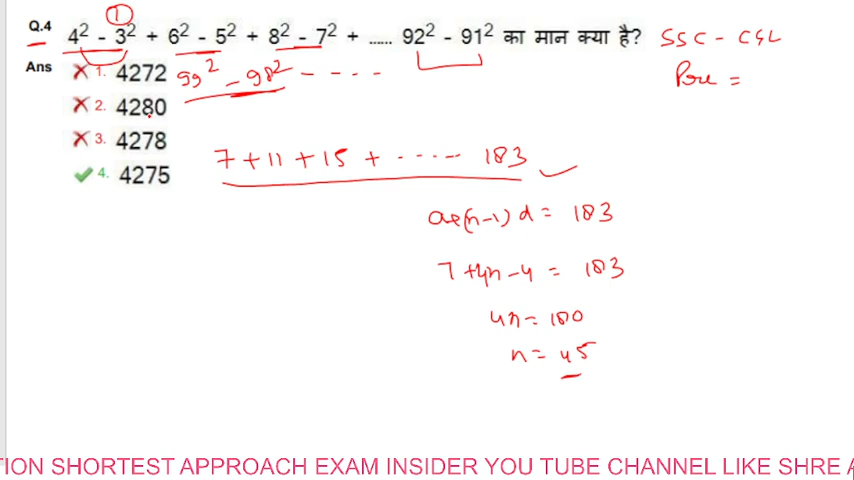 ①
Q.4 4² - 3² + 6² - 5² + 8² - 7² + ...... 92² - 91² का मान क्या है? SSC - CGL
Ans ✗ 1. 4272 99² - 98² - - - - Pre =
✗ 2. 4280
✗ 3. 4278
7 + 11 + 15 + ------ 183 ✓
✓ 4. 4275
a+(n-1) d = 183
7 + 4n - 4 = 183
4n = 180
n = 45
TION SHORTEST APPROACH EXAM INSIDER YOU TUBE CHANNEL LIKE SHRE